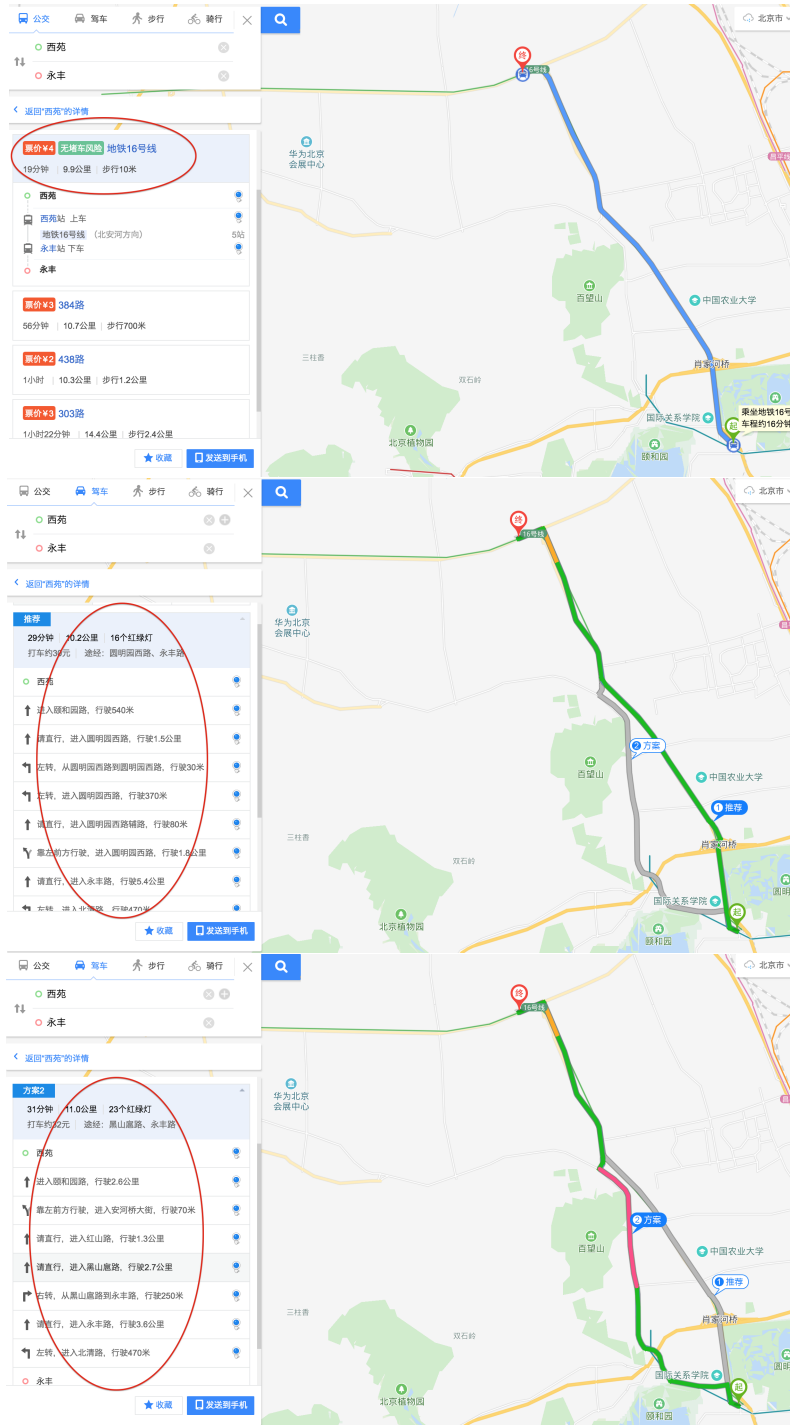 公交 驾车 步行 骑行
西苑
永丰
返回"西苑"的详情
票价¥4 无堵车风险 地铁16号线
19分钟 9.9公里 步行10米
西苑
西苑站 上车
地铁16号线 (北安河方向) 5站
永丰站 下车
永丰
票价¥3 384路
56分钟 10.7公里 步行700米
票价¥2 438路
1小时 10.3公里 步行1.2公里
票价¥3 303路
1小时22分钟 14.4公里 步行2.4公里
收藏 发送到手机
北京市
终
16号线
昌平线
华为北京
会展中心
百望山
中国农业大学
三柱香
双石岭
肖家河桥
北京植物园
国际关系学院
起
乘坐地铁16号
车程约16分钟
颐和园
公交 驾车 步行 骑行
西苑
永丰
返回"西苑"的详情
推荐
29分钟 10.2公里 16个红绿灯
途经：圆明园西路、永丰路
西苑
进入颐和园路，行驶540米
请直行，进入圆明园西路，行驶1.5公里
左转，从圆明园西路到圆明园西路，行驶30米
左转，进入圆明园西路，行驶370米
请直行，进入圆明园西路辅路，行驶80米
靠左前方行驶，进入圆明园西路，行驶1.8公里
请直行，进入永丰路，行驶5.4公里
左转，进入北清路，行驶470米
收藏 发送到手机
北京市
终
16号线
华为北京
会展中心
2 方案
百望山
中国农业大学
1 推荐
三柱香
双石岭
肖家河桥
圆明
北京植物园
国际关系学院
起
颐和园
公交 驾车 步行 骑行
西苑
永丰
返回"西苑"的详情
方案2
31分钟 11.0公里 23个红绿灯
打车约32元 途经：黑山扈路、永丰路
西苑
进入颐和园路，行驶2.6公里
靠左前方行驶，进入安河桥大街，行驶70米
请直行，进入红山路，行驶1.3公里
请直行，进入黑山扈路，行驶2.7公里
右转，从黑山扈路到永丰路，行驶250米
请直行，进入永丰路，行驶3.6公里
左转，进入北清路，行驶470米
永丰
收藏 发送到手机
北京市
终
16号线
华为北京
会展中心
2 方案
百望山
中国农业大学
1 推荐
三柱香
双石岭
肖家河桥
圆明
国际关系学院
起
北京植物园
颐和园